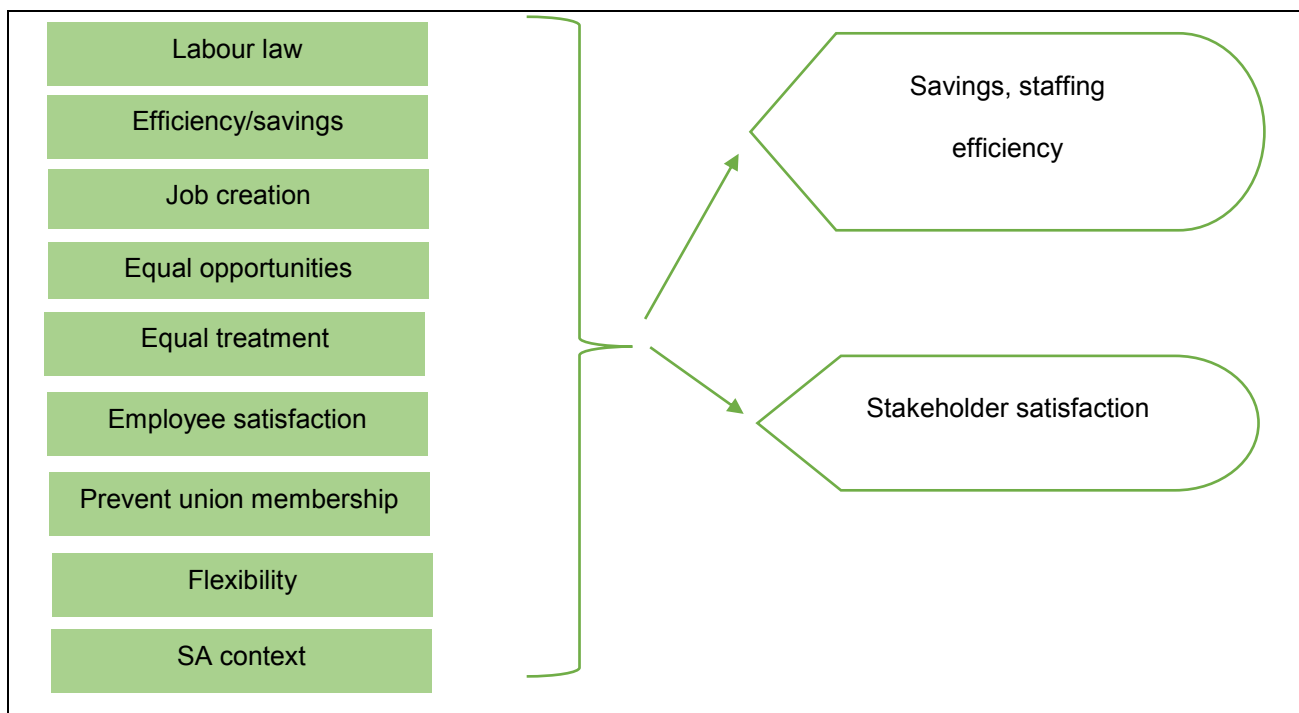 Labour law
Efficiency/savings
Job creation
Equal opportunities
Equal treatment
Employee satisfaction
Prevent union membership
Flexibility
SA context
Savings, staffing
efficiency
Stakeholder satisfaction